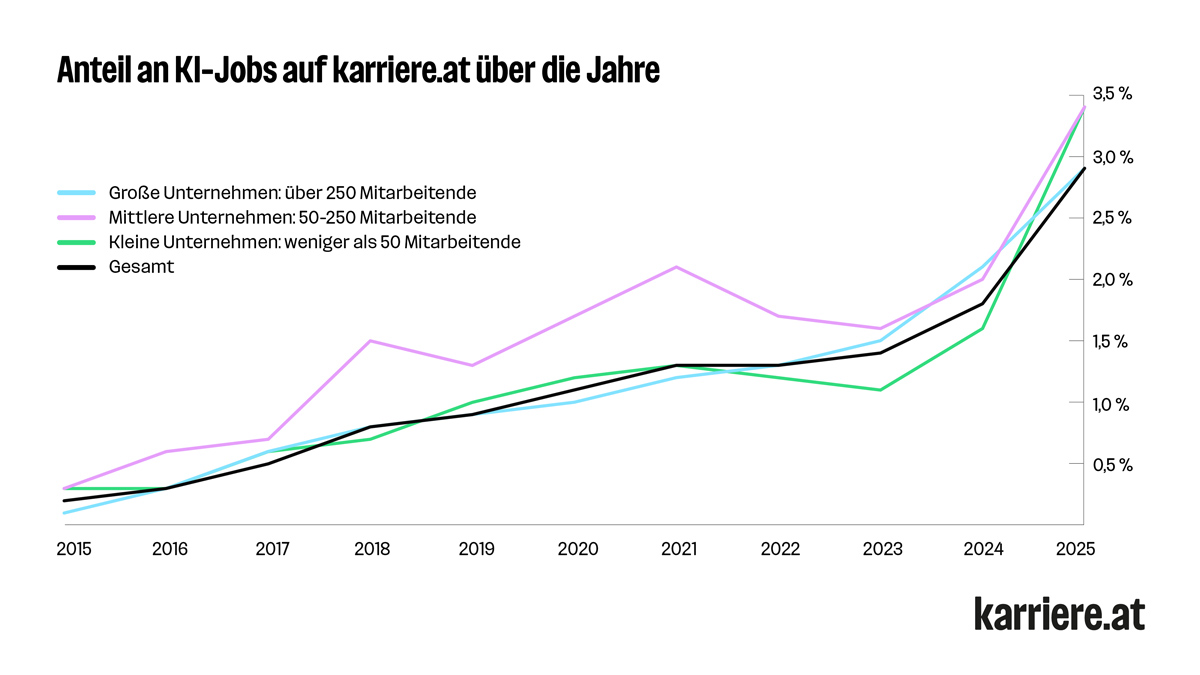 Anteil an KI-Jobs auf karriere.at über die Jahre
Große Unternehmen: über 250 Mitarbeitende
Mittlere Unternehmen: 50-250 Mitarbeitende
Kleine Unternehmen: weniger als 50 Mitarbeitende
Gesamt
3,5 %
3,0 %
2,5 %
2,0 %
1,5 %
1,0 %
0,5 %
2015 2016 2017 2018 2019 2020 2021 2022 2023 2024 2025
karriere.at